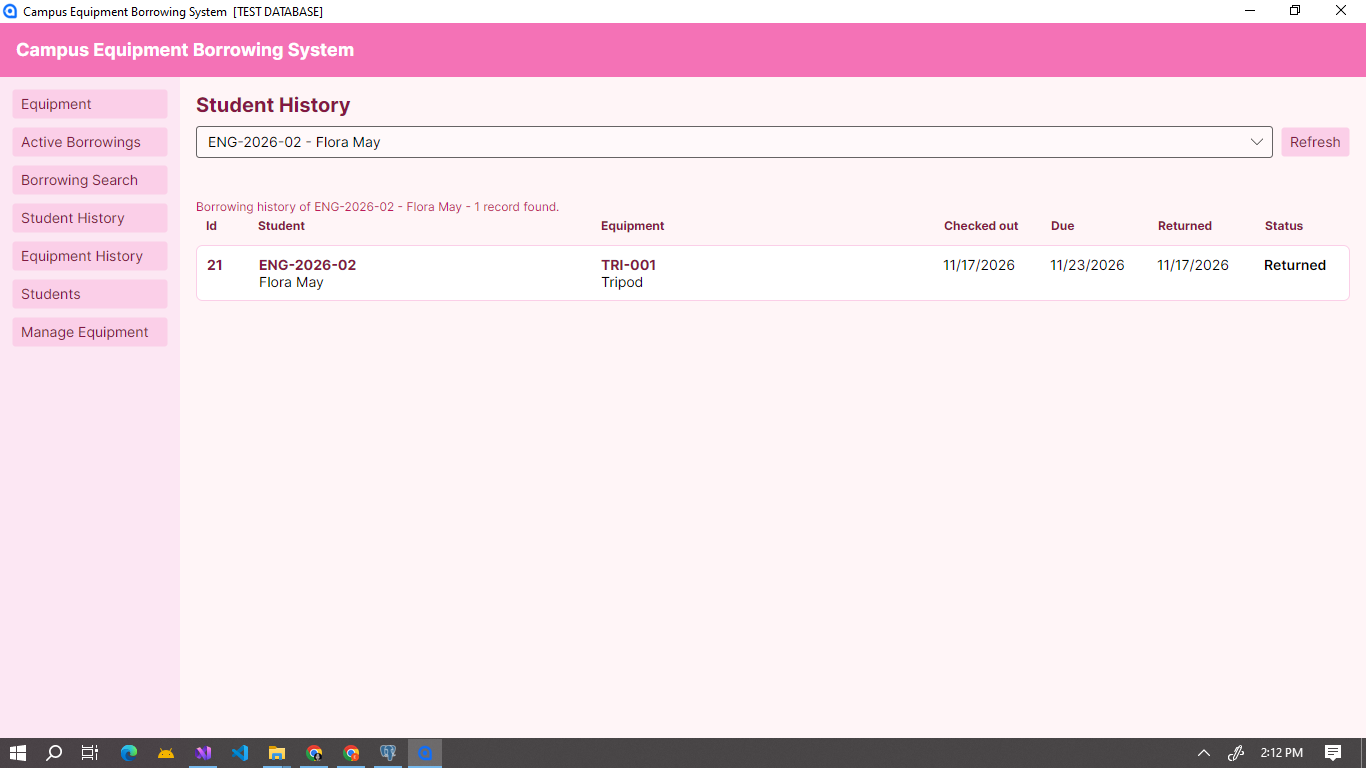 Campus Equipment Borrowing System [TEST DATABASE]
Campus Equipment Borrowing System
Equipment
Active Borrowings
Borrowing Search
Student History
Equipment History
Students
Manage Equipment
Student History
ENG-2026-02 - Flora May
Refresh
Borrowing history of ENG-2026-02 - Flora May - 1 record found.
Id Student Equipment Checked out Due Returned Status
21 ENG-2026-02 TRI-001 11/17/2026 11/23/2026 11/17/2026 Returned
Flora May Tripod
2:12 PM